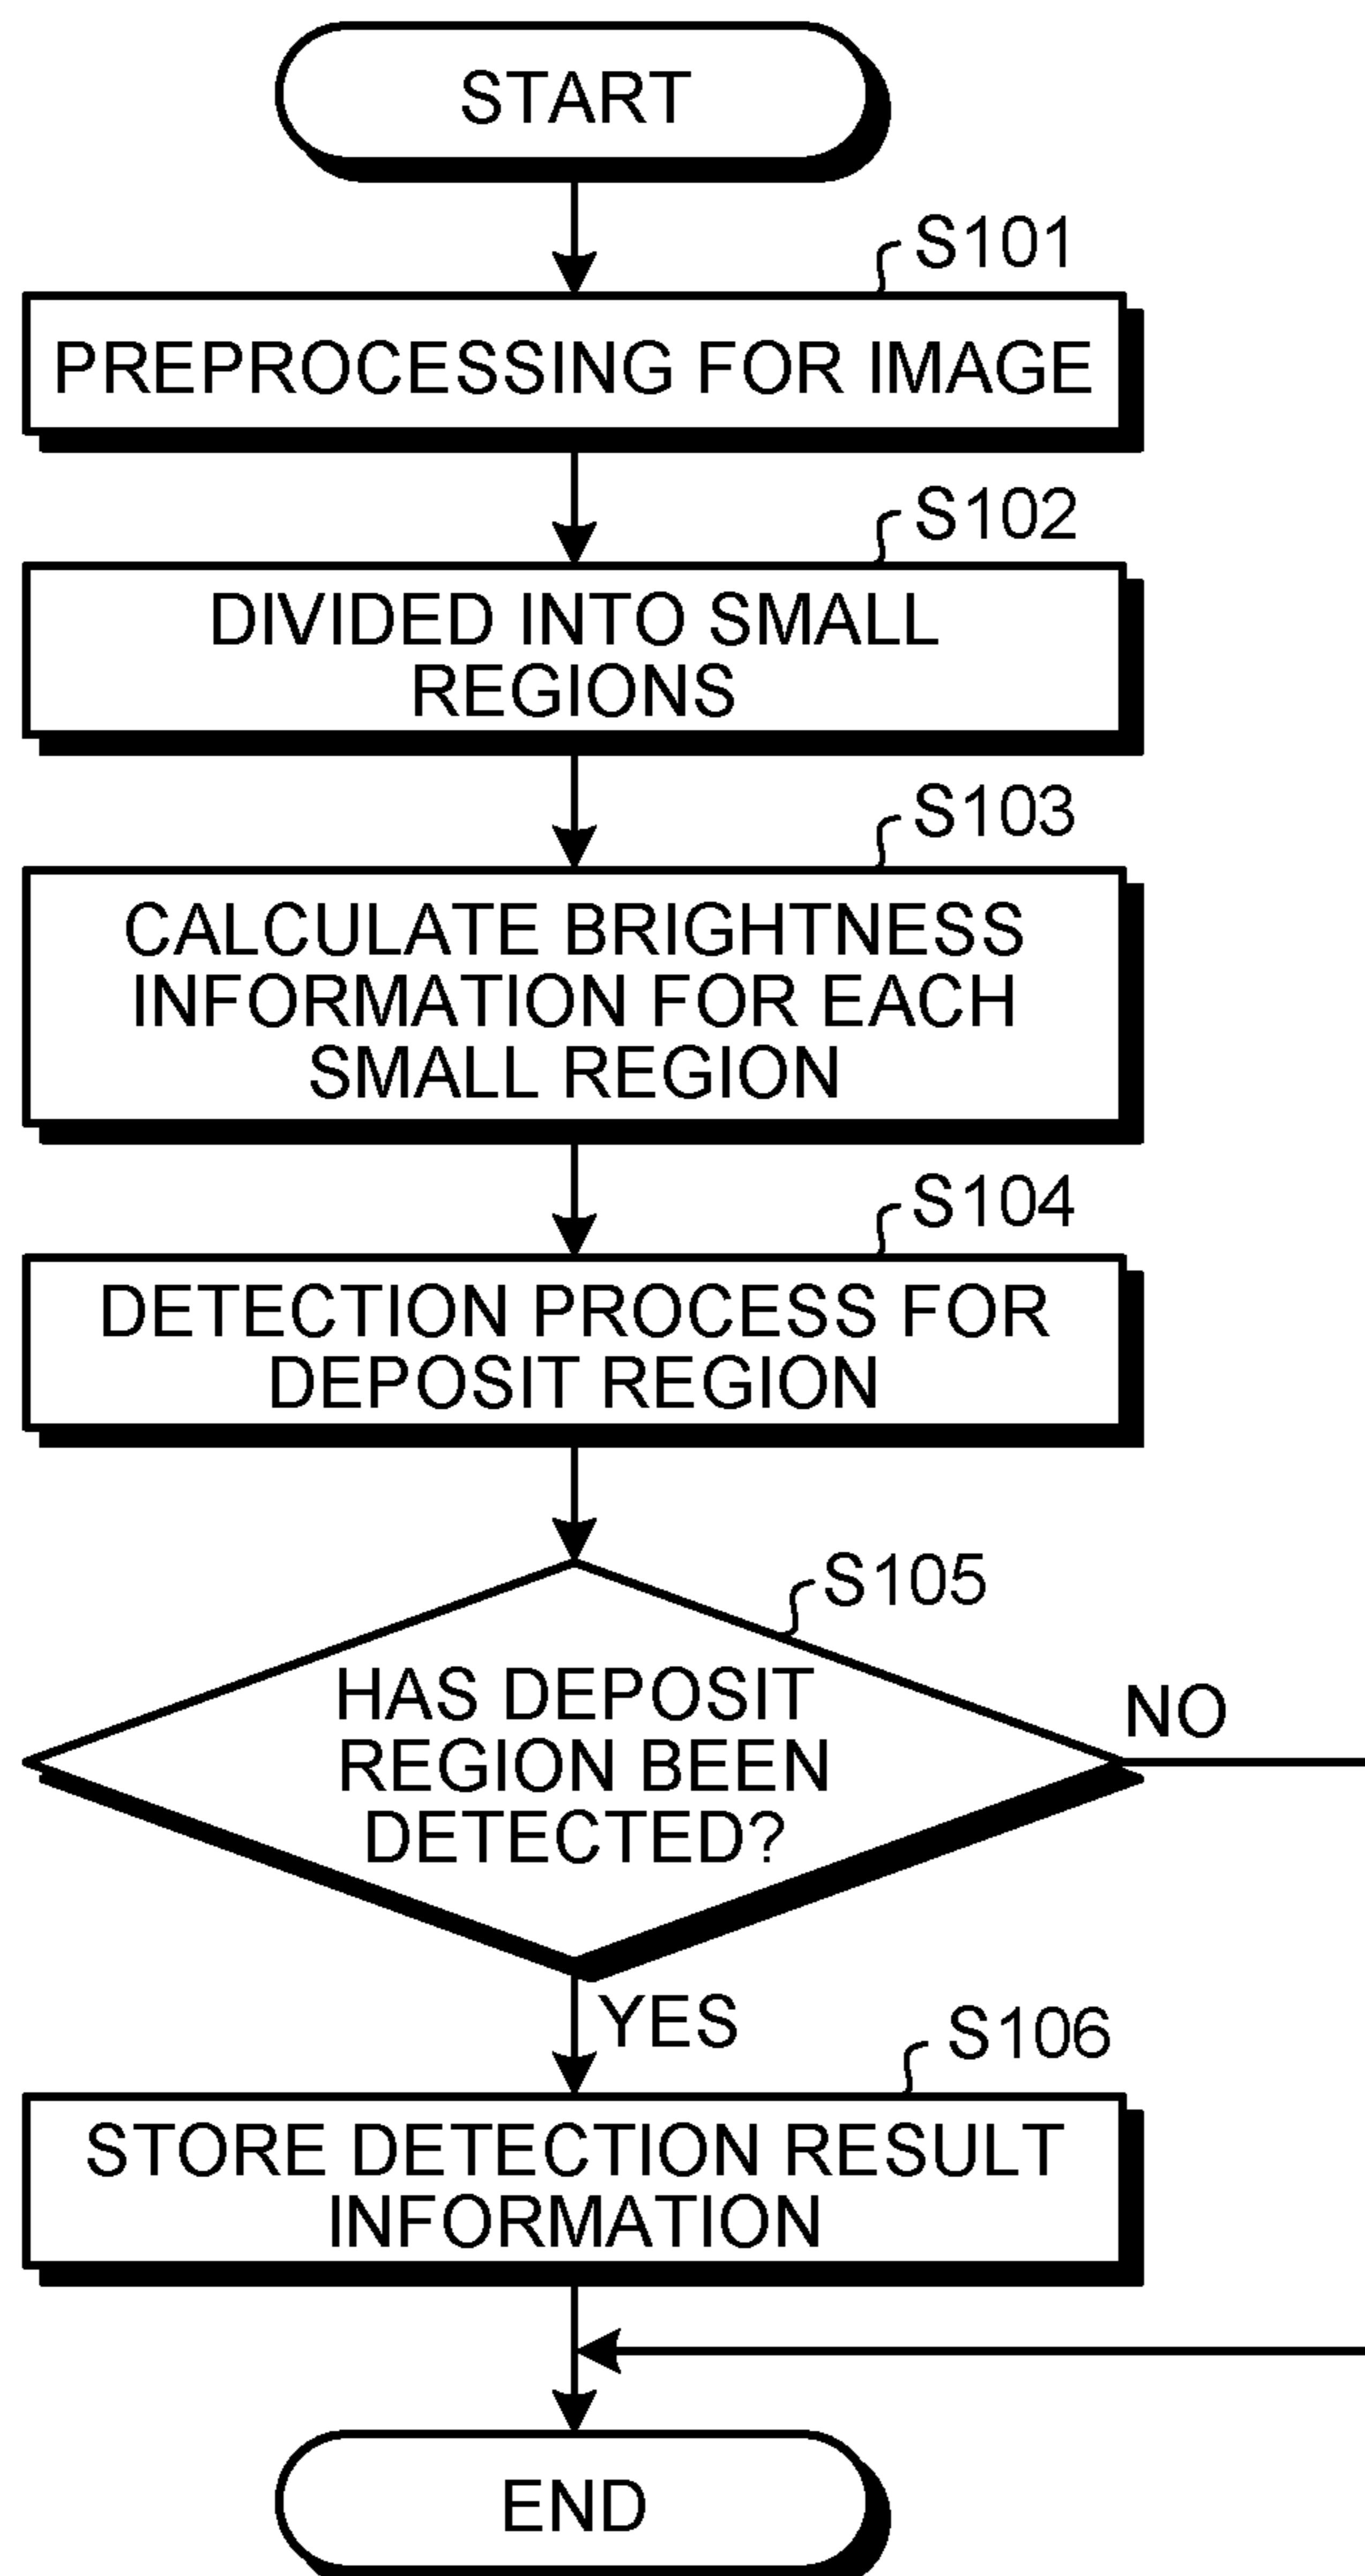 START
S101
PREPROCESSING FOR IMAGE
S102
DIVIDED INTO SMALL
REGIONS
S103
CALCULATE BRIGHTNESS
INFORMATION FOR EACH
SMALL REGION
S104
DETECTION PROCESS FOR
DEPOSIT REGION
S105
HAS DEPOSIT
REGION BEEN
DETECTED?
NO
YES
S106
STORE DETECTION RESULT
INFORMATION
END